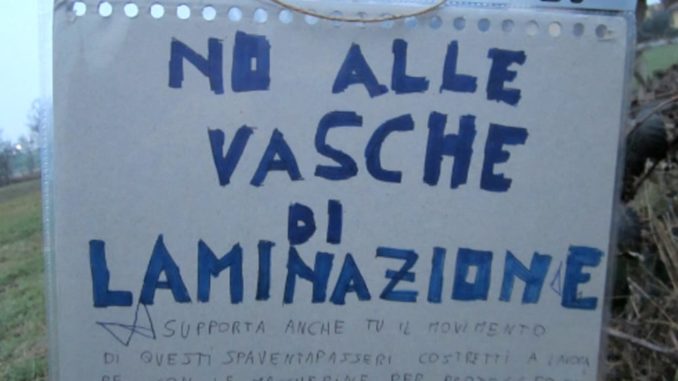 NO ALLE
VASCHE
DI
LAMINAZIONE
SUPPORTA ANCHE TU IL MOVIMENTO
DI QUESTI SPAVENTAPASSERI COSTRETTI A